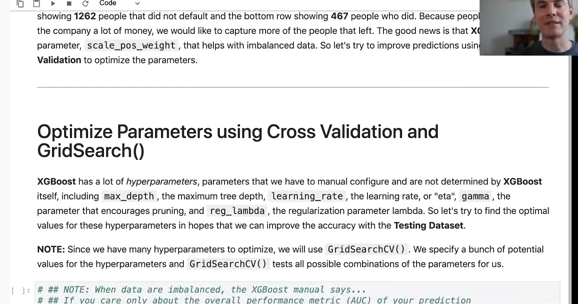 Code
showing 1262 people that did not default and the bottom row showing 467 people who did. Because peop
the company a lot of money, we would like to capture more of the people that left. The good news is that XG
parameter, scale_pos_weight, that helps with imbalanced data. So let's try to improve predictions using
Validation to optimize the parameters.
Optimize Parameters using Cross Validation and
GridSearch()
XGBoost has a lot of hyperparameters, parameters that we have to manual configure and are not determined by XGBoost
itself, including max_depth, the maximum tree depth, learning_rate, the learning rate, or "eta", gamma, the
parameter that encourages pruning, and reg_lambda, the regularization parameter lambda. So let's try to find the optimal
values for these hyperparameters in hopes that we can improve the accuracy with the Testing Dataset.
NOTE: Since we have many hyperparameters to optimize, we will use GridSearchCV(). We specify a bunch of potential
values for the hyperparameters and GridSearchCV() tests all possible combinations of the parameters for us.
[ ]: # ## NOTE: When data are imbalanced, the XGBoost manual says...
# ## If you care only about the overall performance metric (AUC) of your prediction